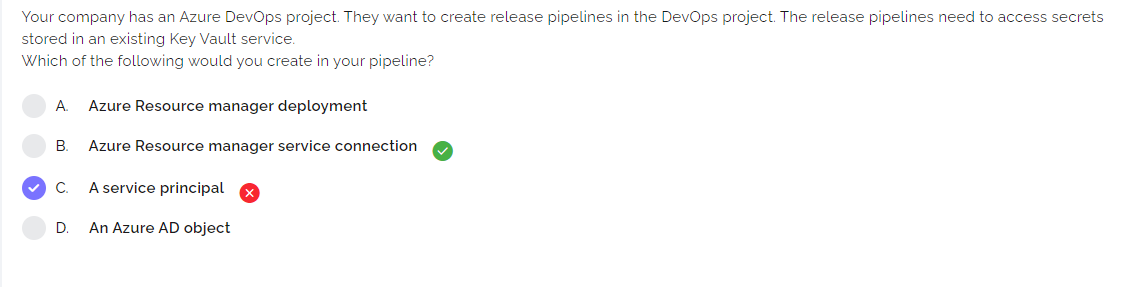 Your company has an Azure DevOps project. They want to create release pipelines in the DevOps project. The release pipelines need to access secrets
stored in an existing Key Vault service.
Which of the following would you create in your pipeline?
A. Azure Resource manager deployment
B. Azure Resource manager service connection
C. A service principal
D. An Azure AD object